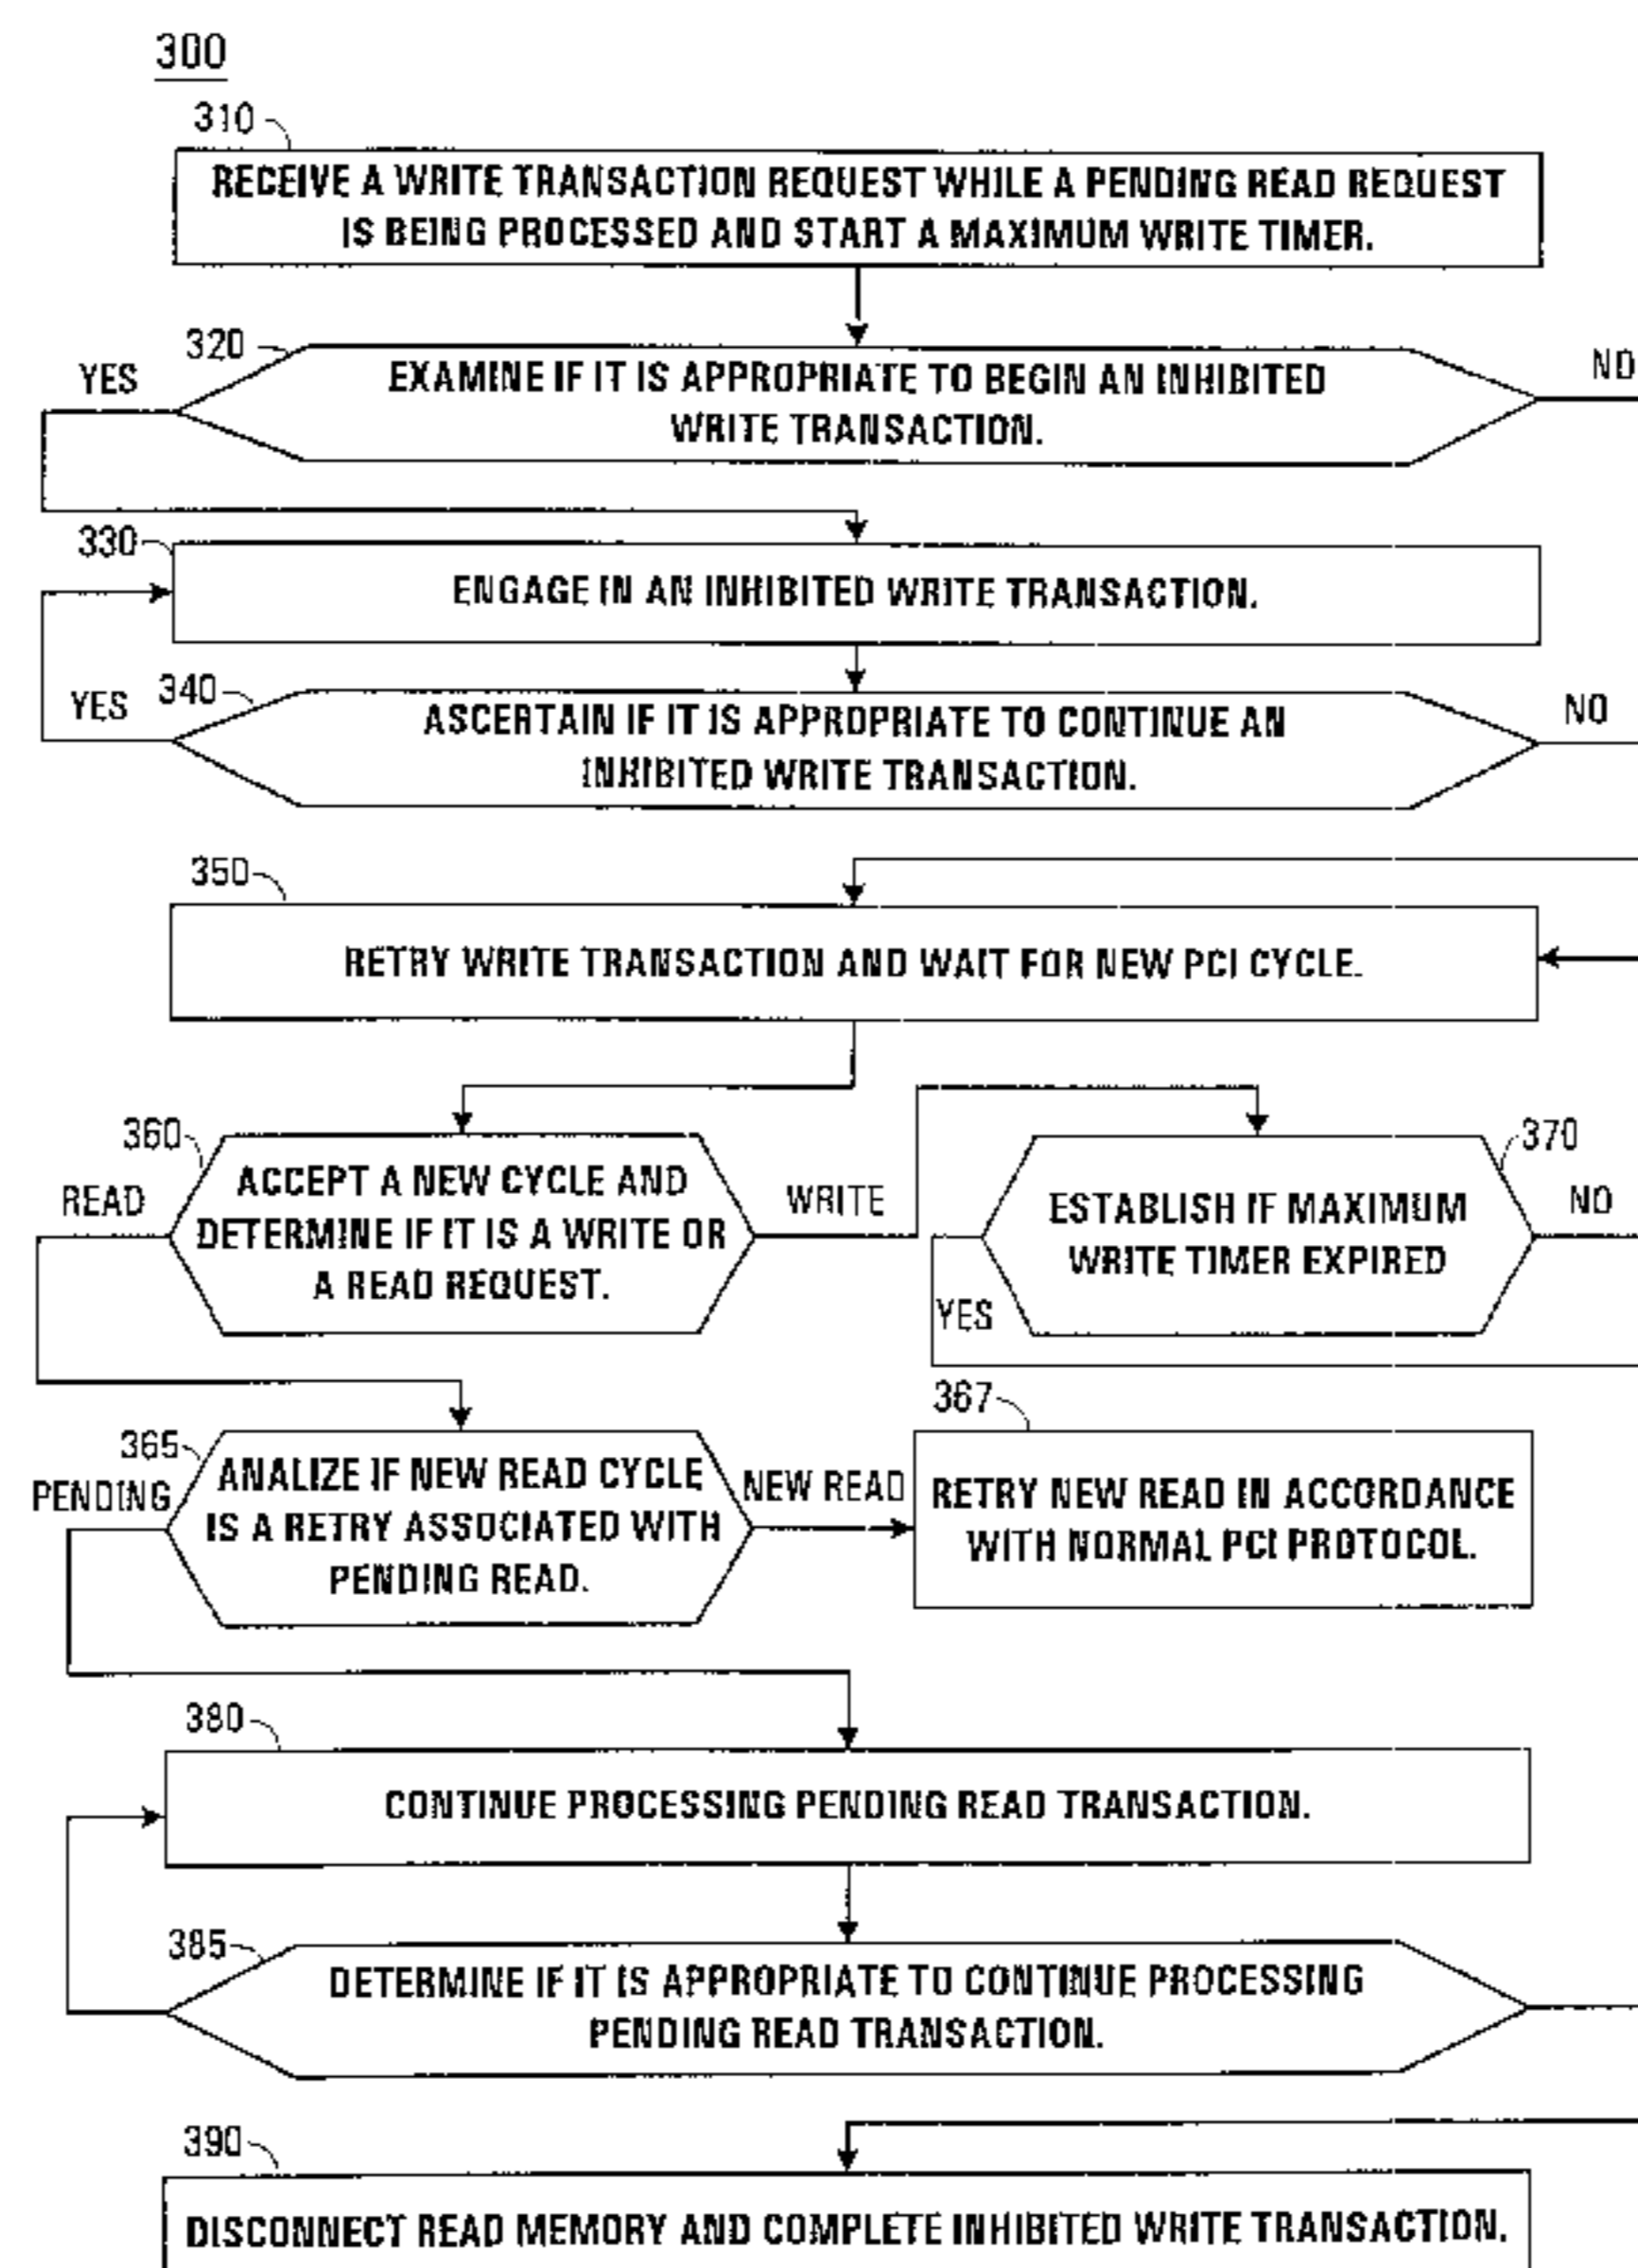 300
310
RECEIVE A WRITE TRANSACTION REQUEST WHILE A PENDING READ REQUEST
IS BEING PROCESSED AND START A MAXIMUM WRITE TIMER.
320
YES
NO
EXAMINE IF IT IS APPROPRIATE TO BEGIN AN INHIBITED
WRITE TRANSACTION.
330
ENGAGE IN AN INHIBITED WRITE TRANSACTION.
YES
340
NO
ASCERTAIN IF IT IS APPROPRIATE TO CONTINUE AN
INHIBITED WRITE TRANSACTION.
350
RETRY WRITE TRANSACTION AND WAIT FOR NEW PCI CYCLE.
360
READ
ACCEPT A NEW CYCLE AND
DETERMINE IF IT IS A WRITE OR
A READ REQUEST.
WRITE
370
ESTABLISH IF MAXIMUM
WRITE TIMER EXPIRED
NO
YES
365
PENDING
ANALIZE IF NEW READ CYCLE
IS A RETRY ASSOCIATED WITH
PENDING READ.
NEW READ
367
RETRY NEW READ IN ACCORDANCE
WITH NORMAL PCI PROTOCOL.
380
CONTINUE PROCESSING PENDING READ TRANSACTION.
385
DETERMINE IF IT IS APPROPRIATE TO CONTINUE PROCESSING
PENDING READ TRANSACTION.
390
DISCONNECT READ MEMORY AND COMPLETE INHIBITED WRITE TRANSACTION.